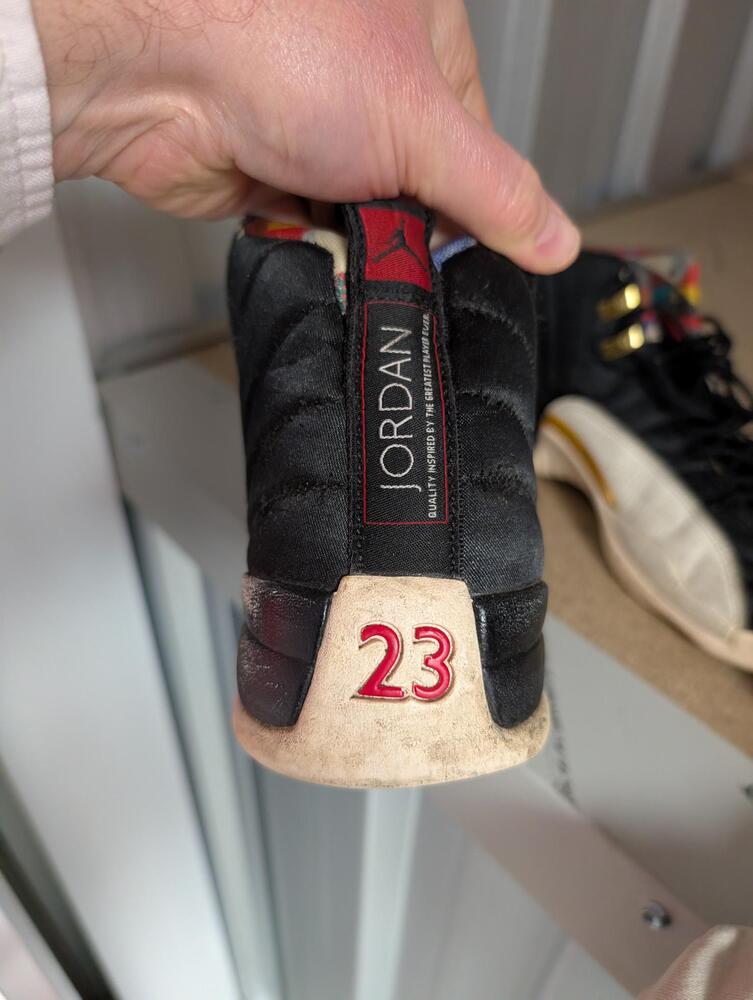 JORDAN
QUALITY INSPIRED BY THE GREATEST PLAYER EVER
23